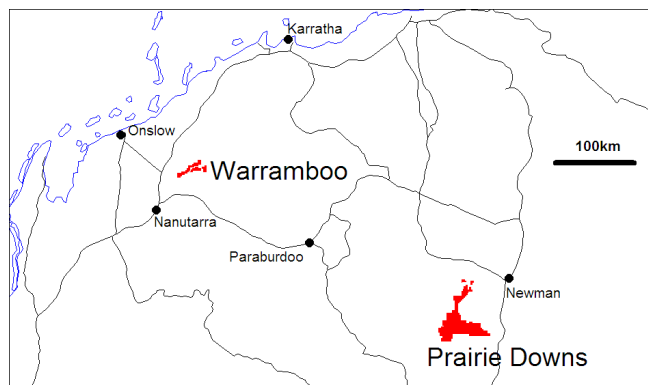 Karratha
Onslow
100km
Warramboo
Nanutarra
Paraburdoo
Newman
Prairie Downs